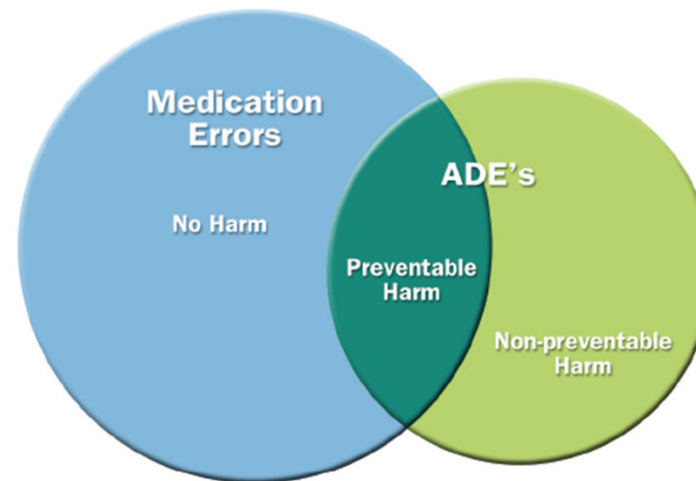 Medication
Errors
ADE's
No Harm
Preventable
Harm
Non-preventable
Harm